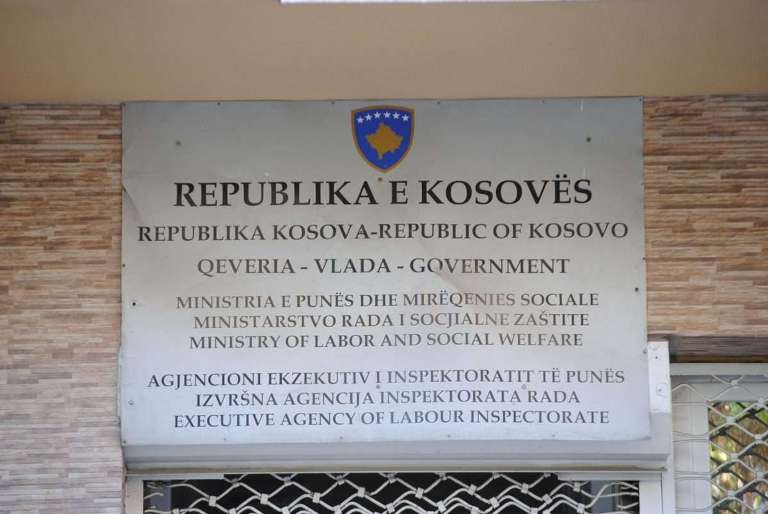 REPUBLIKA E KOSOVËS
REPUBLIKA KOSOVA-REPUBLIC OF KOSOVO
QEVERIA - VLADA - GOVERNMENT
MINISTRIA E PUNËS DHE MIRËQENIES SOCIALE
MINISTARSTVO RADA I SOCJIALNE ZAŠTITE
MINISTRY OF LABOR AND SOCIAL WELFARE
AGJENCIONI EKZEKUTIV I INSPEKTORATIT TË PUNËS
IZVRŠNA AGENCIJA INSPEKTORATA RADA
EXECUTIVE AGENCY OF LABOUR INSPECTORATE